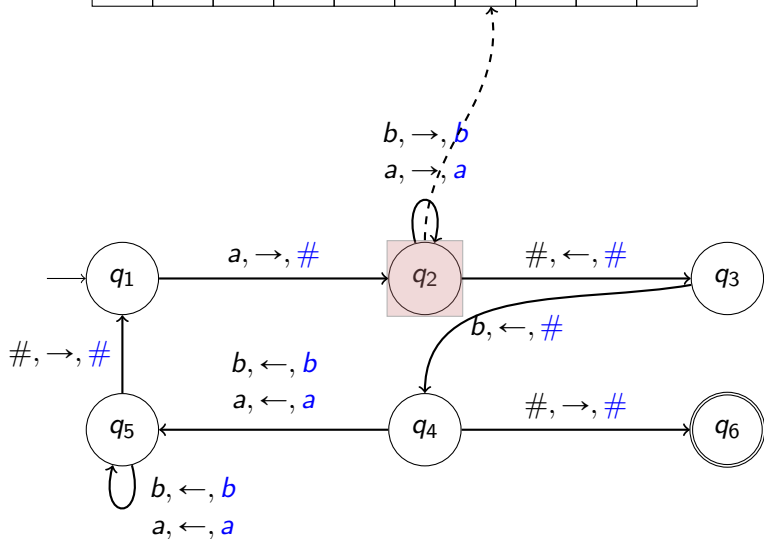 b, →, b
a, →, a
a, →, #
#, ←, #
q1
q2
q3
b, ←, #
#, →, #
b, ←, b
a, ←, a
#, →, #
q5
q4
q6
b, ←, b
a, ←, a